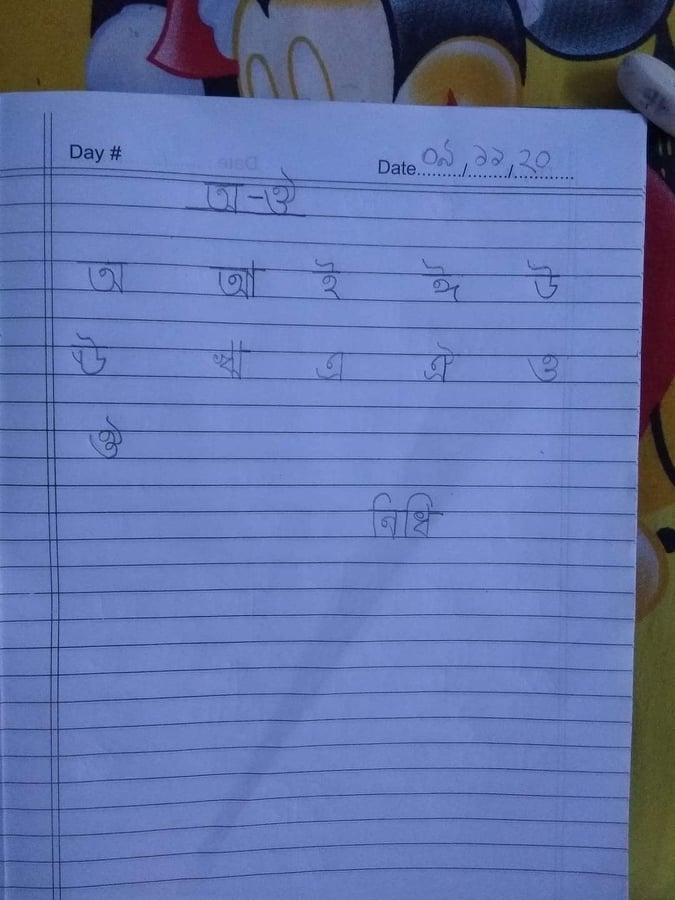 Day #
Date ০৯/১১/২০
অ-ঔ
অ আ ই ঈ উ
ঊ ঋ এ ঐ ও
ঔ
নিধি